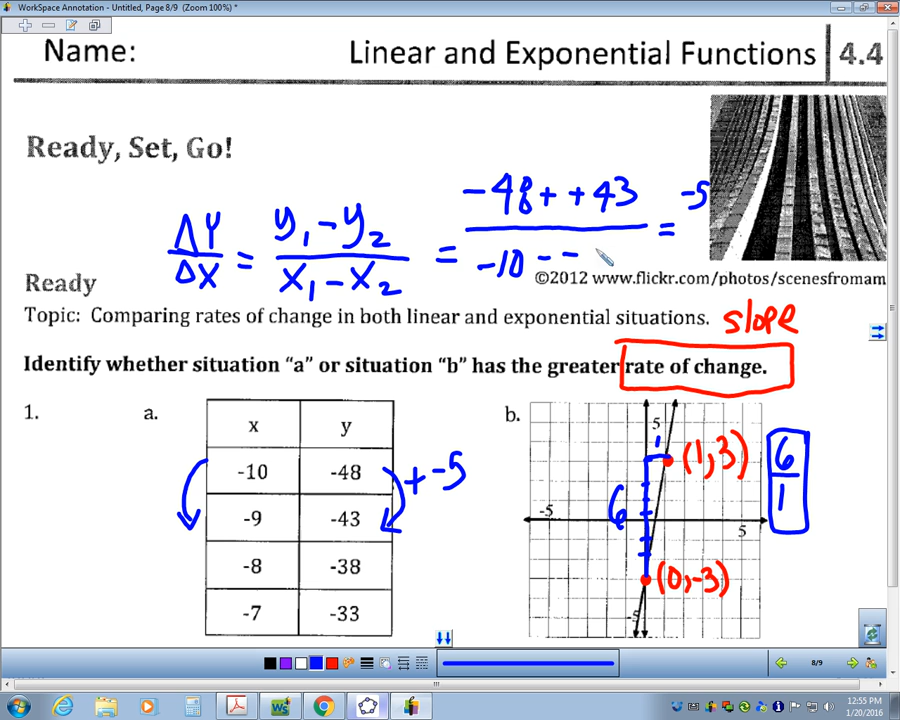 WorkSpace Annotation - Untitled, Page 8/9 (Zoom 100%) *
Name: Linear and Exponential Functions 4.4
Ready, Set, Go!
ΔY/ΔX = y₁-y₂/x₁-x₂ = -48++43/-10-- = -5
©2012 www.flickr.com/photos/scenesfromam
Ready
Topic: Comparing rates of change in both linear and exponential situations. slope
Identify whether situation “a” or situation “b” has the greater rate of change.
1. a. b.
x y
-10 -48
-9 -43
-8 -38
-7 -33
+-5
5
1
(1,3)
6
-5 5
(0,-3)
-5
6/1
8/9
12:55 PM
1/20/2016